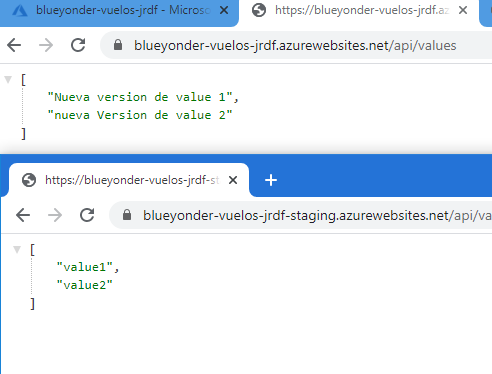 blueyonder-vuelos-jrdf - Microso
https://blueyonder-vuelos-jrdf.az
blueyonder-vuelos-jrdf.azurewebsites.net/api/values
[
"Nueva version de value 1",
"nueva Version de value 2"
]
https://blueyonder-vuelos-jrdf-st
blueyonder-vuelos-jrdf-staging.azurewebsites.net/api/va
[
"value1",
"value2"
]